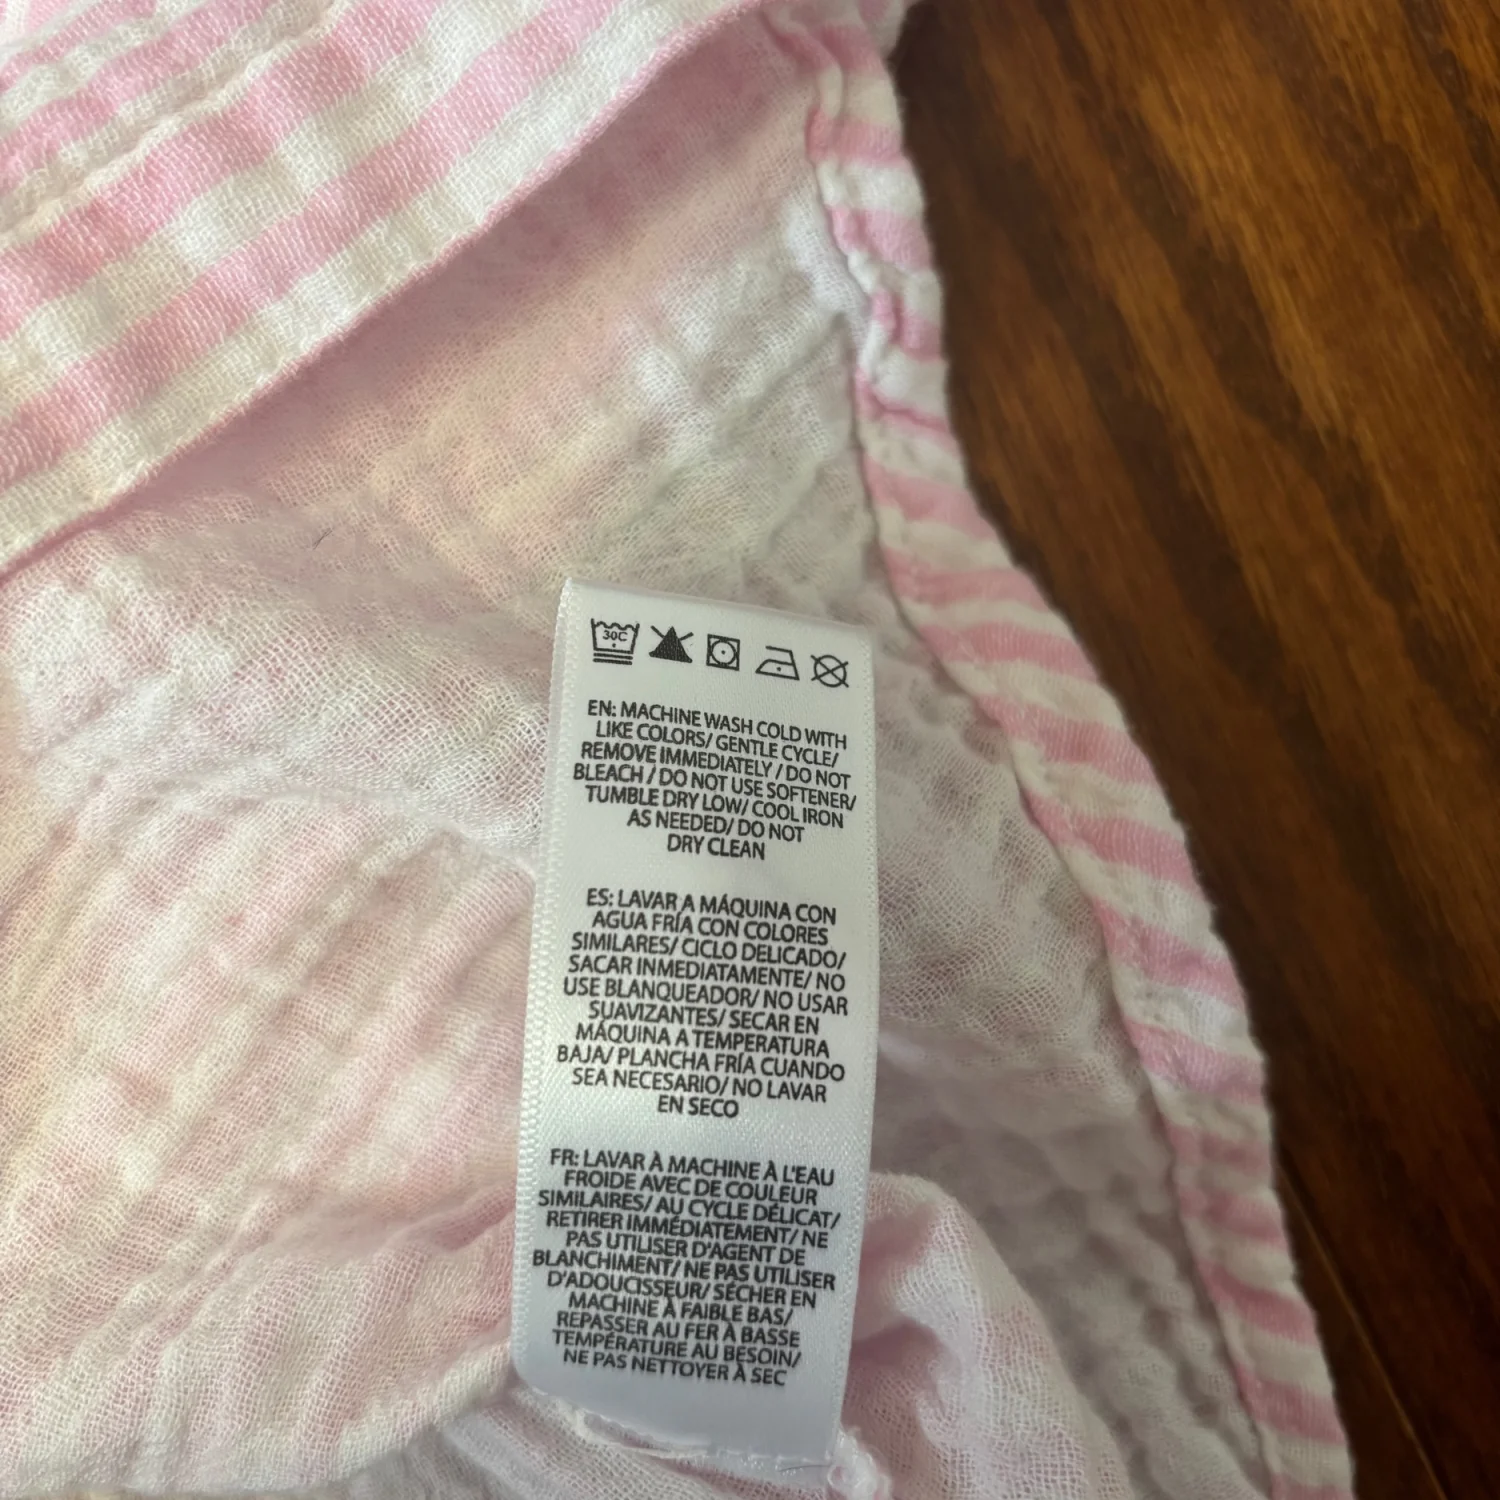 30C
EN: MACHINE WASH COLD WITH
LIKE COLORS/ GENTLE CYCLE/
REMOVE IMMEDIATELY / DO NOT
BLEACH / DO NOT USE SOFTENER/
TUMBLE DRY LOW/ COOL IRON
AS NEEDED/ DO NOT
DRY CLEAN
ES: LAVAR A MÁQUINA CON
AGUA FRÍA CON COLORES
SIMILARES/ CICLO DELICADO/
SACAR INMEDIATAMENTE/ NO
USE BLANQUEADOR/ NO USAR
SUAVIZANTES/ SECAR EN
MÁQUINA A TEMPERATURA
BAJA/ PLANCHA FRÍA CUANDO
SEA NECESARIO/ NO LAVAR
EN SECO
FR: LAVAR À MACHINE À L'EAU
FROIDE AVEC DE COULEUR
SIMILAIRES/ AU CYCLE DÉLICAT/
RETIRER IMMÉDIATEMENT/ NE
PAS UTILISER D'AGENT DE
BLANCHIMENT/ NE PAS UTILISER
D'ADOUCISSEUR/ SÉCHER EN
MACHINE À FAIBLE BAS/
REPASSER AU FER À BASSE
TEMPÉRATURE AU BESOIN/
NE PAS NETTOYER À SEC